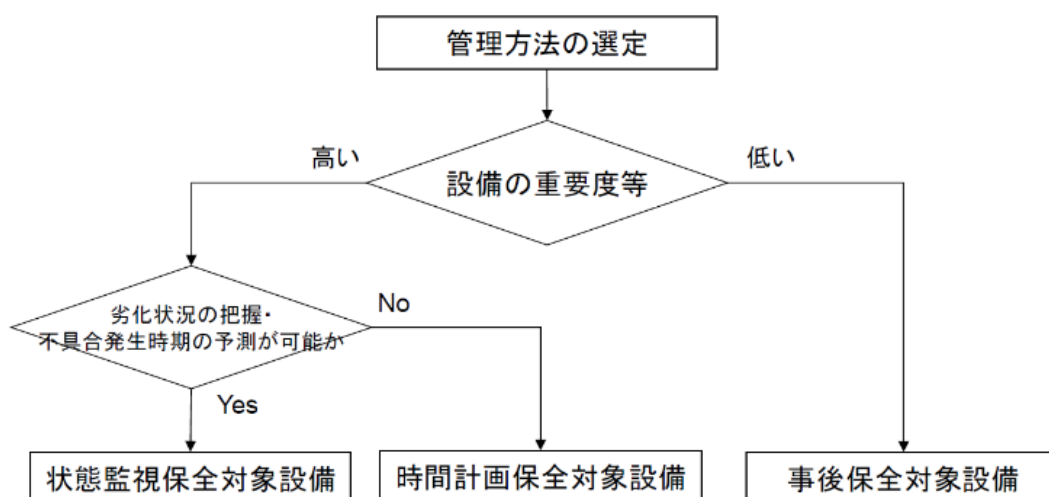 管理方法の選定
高い
低い
設備の重要度等
劣化状況の把握・
不具合発生時期の予測が可能か
No
Yes
状態監視保全対象設備
時間計画保全対象設備
事後保全対象設備